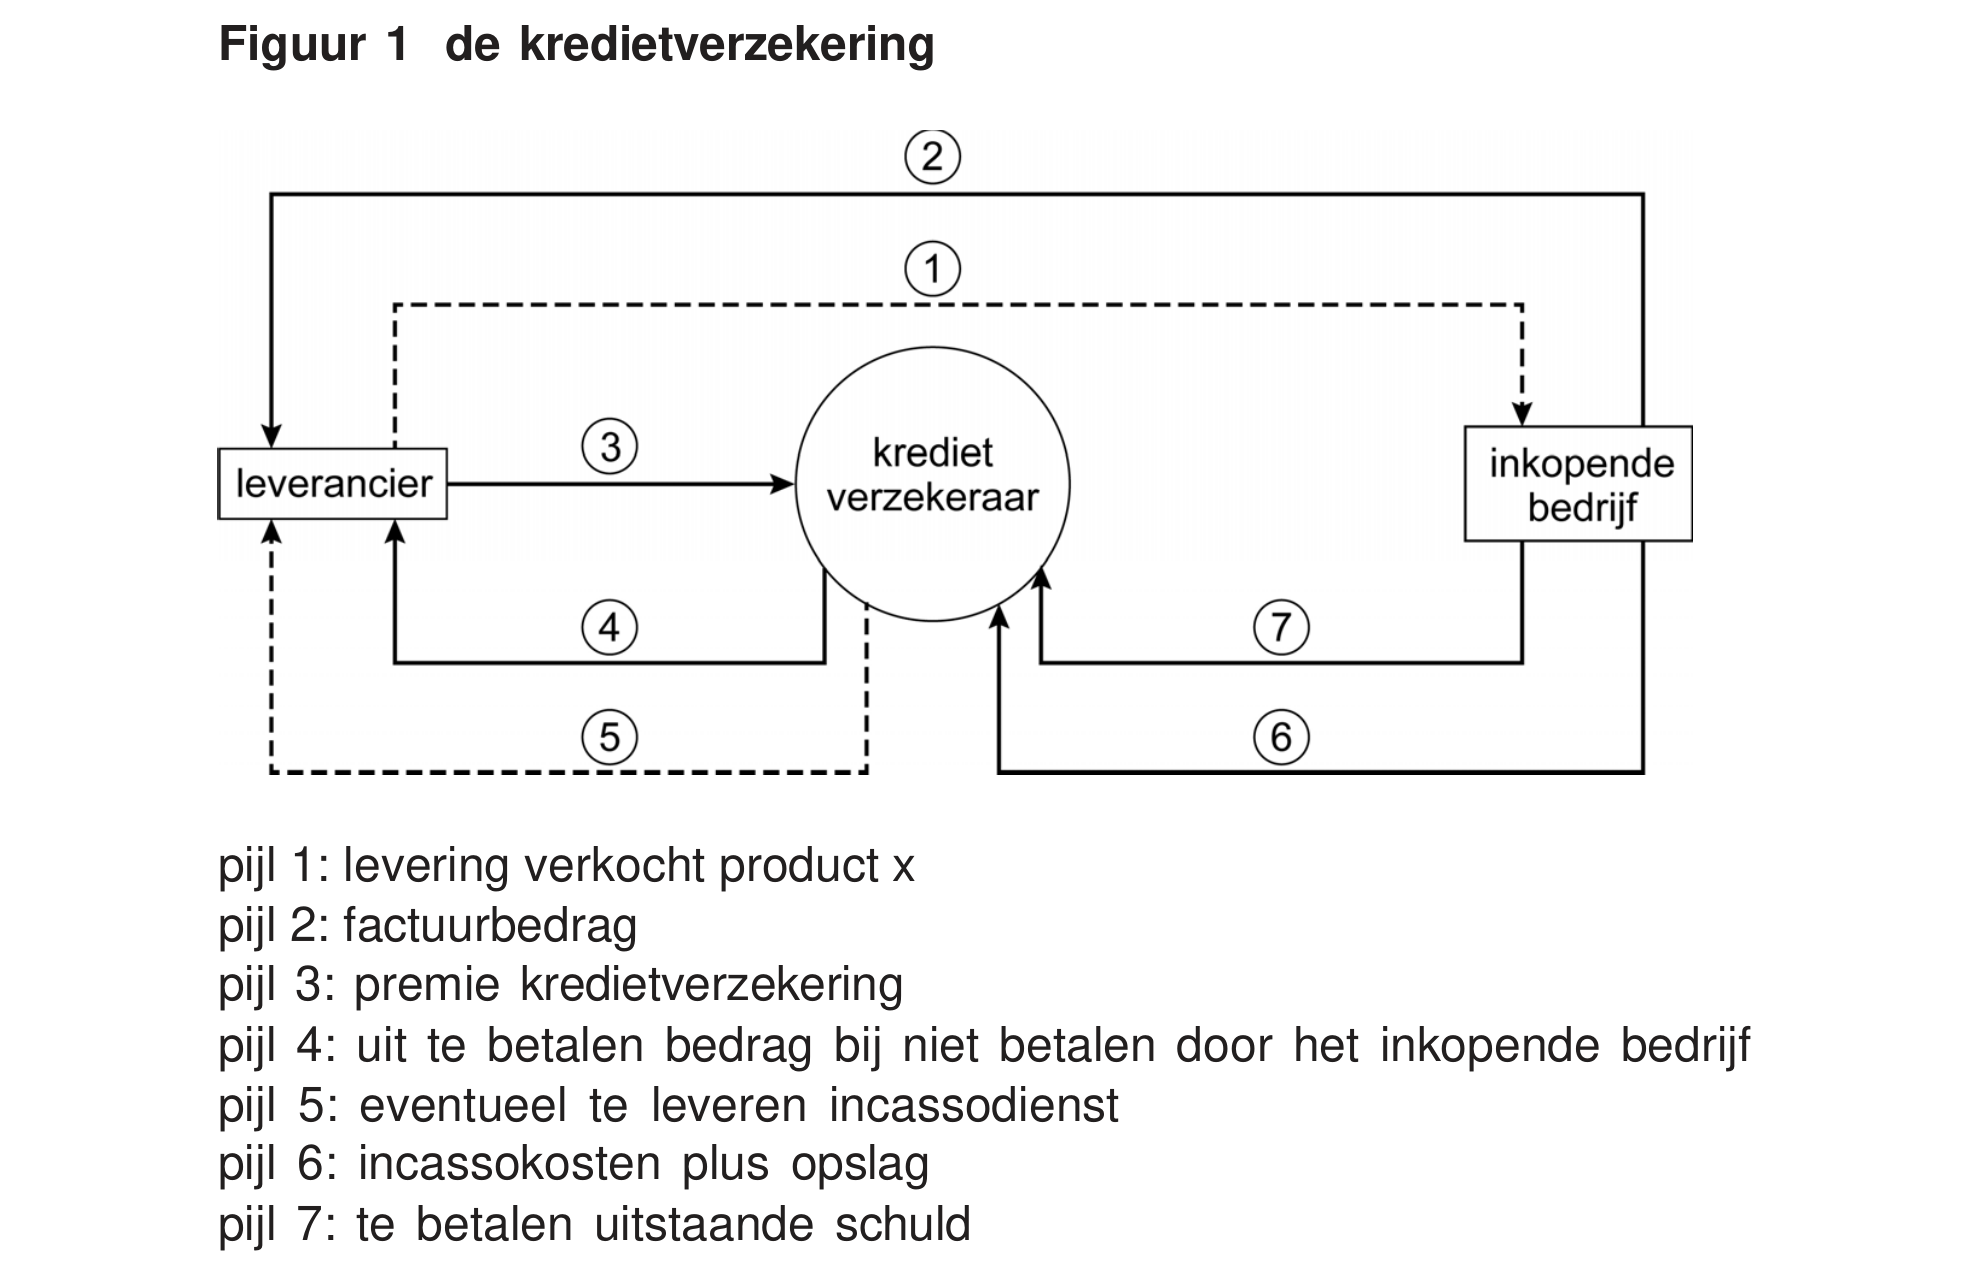 Figuur 1 de kredietverzekering
2
1
3
krediet
verzekeraar
leverancier
inkopende
bedrijf
4
7
5
6
pijl 1: levering verkocht product x
pijl 2: factuurbedrag
pijl 3: premie kredietverzekering
pijl 4: uit te betalen bedrag bij niet betalen door het inkopende bedrijf
pijl 5: eventueel te leveren incassodienst
pijl 6: incassokosten plus opslag
pijl 7: te betalen uitstaande schuld